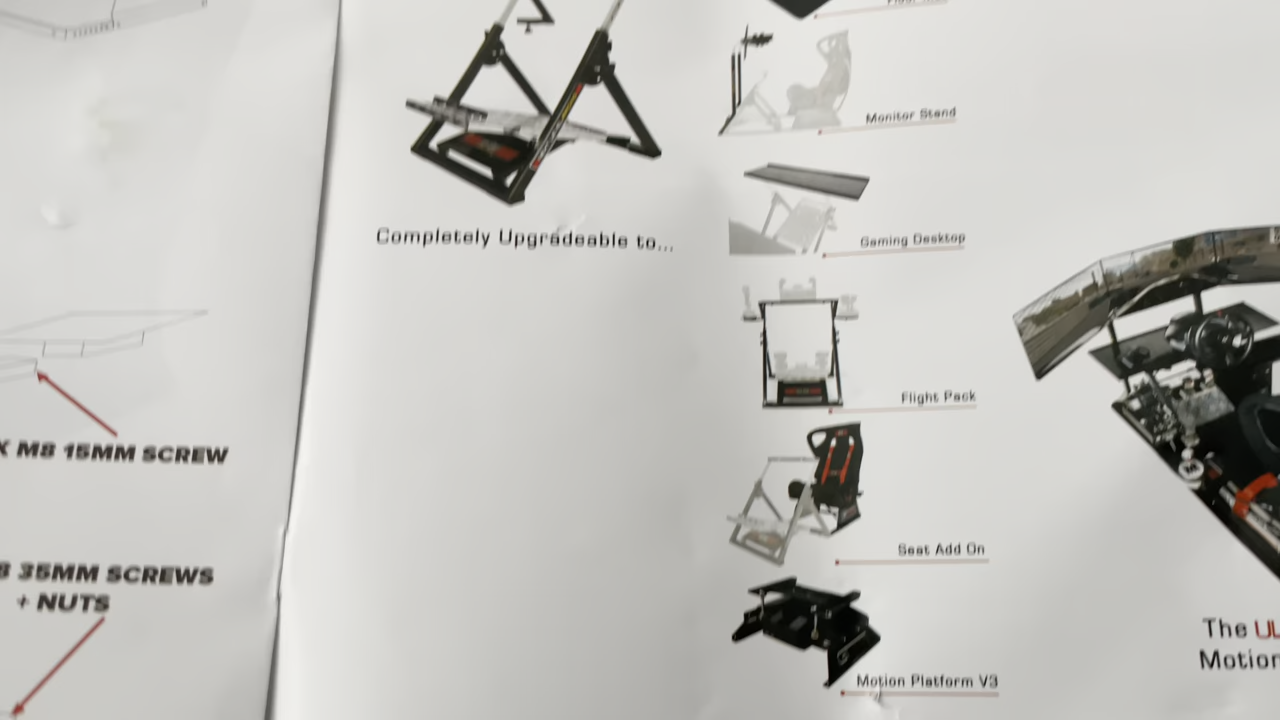 X M8 15MM SCREW
35MM SCREWS
+ NUTS
Completely Upgradeable to...
Monitor Stand
Gaming Desktop
Flight Pack
Seat Add On
Motion Platform V3
The UL
Motion